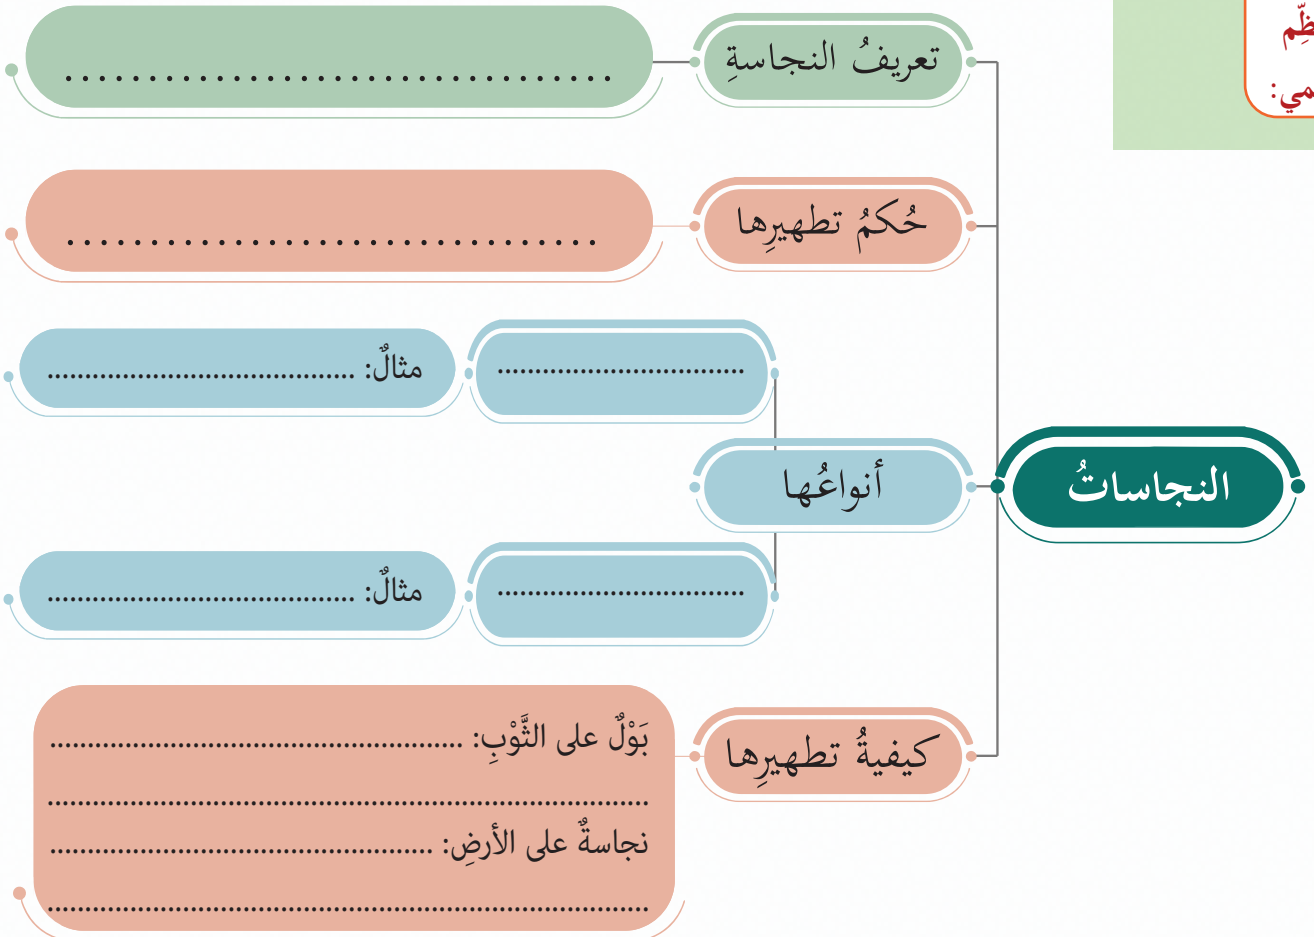 تعريفُ النجاسةِ
.................................
حُكمُ تطهيرِها
.................................
النجاساتُ
أنواعُها
.................................
مثالٌ: .........................................
.................................
مثالٌ: .........................................
كيفيةُ تطهيرِها
بَوْلٌ على الثَّوْبِ: .......................................................
................................................................................
نجاسةٌ على الأرضِ: ...................................................
................................................................................